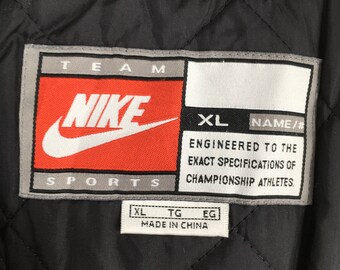 TEAM
NIKE
SPORTS
XL NAME/#
ENGINEERED TO THE
EXACT SPECIFICATIONS OF
CHAMPIONSHIP ATHLETES.
XL TG EG
MADE IN CHINA